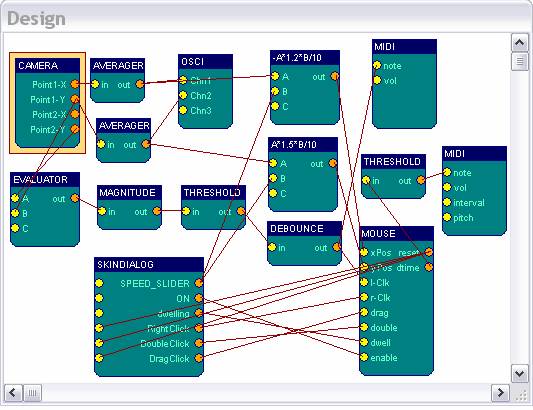 Design
CAMERA
Point1-X
Point1-Y
Point2-X
Point2-Y
AVERAGER
in out
AVERAGER
in out
OSCI
Chn1
Chn2
Chn3
-A*1.2*B/10
A out
B
C
MIDI
note
vol
A*1.5*B/10
A out
B
C
THRESHOLD
in out
MIDI
note
vol
interval
pitch
EVALUATOR
A out
B
C
MAGNITUDE
in out
THRESHOLD
in out
DEBOUNCE
in out
MOUSE
xPos reset
yPos dtime
l-Clk
r-Clk
drag
double
dwell
enable
SKINDIALOG
SPEED_SLIDER
ON
dwelling
RightClick
DoubleClick
DragClick